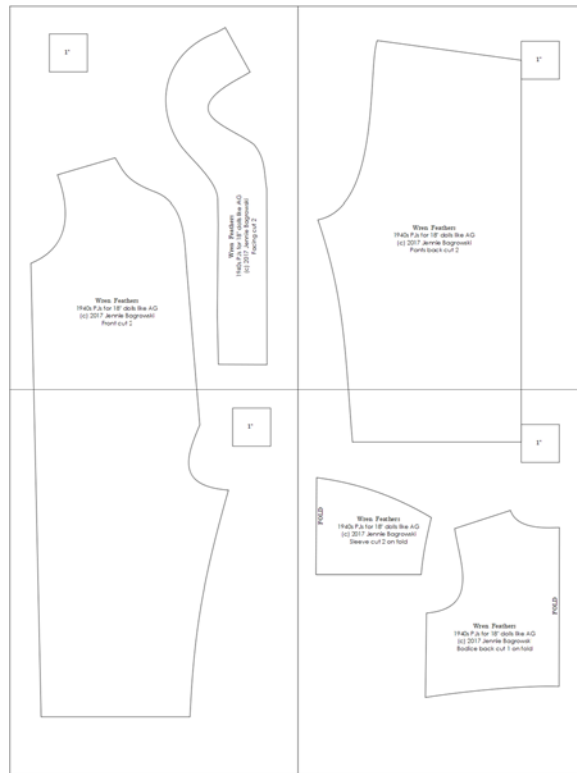 1"
1"
Wren Feathers
1940s PJs for 18" dolls like AG
(c) 2017 Jennie Bagrowski
Facing cut 2
Wren Feathers
1940s PJs for 18" dolls like AG
(c) 2017 Jennie Bagrowski
Pants back cut 2
Wren Feathers
1940s PJs for 18" dolls like AG
(c) 2017 Jennie Bagrowski
Front cut 2
1"
1"
FOLD
Wren Feathers
1940s PJs for 18" dolls like AG
(c) 2017 Jennie Bagrowski
Sleeve cut 2 on fold
FOLD
Wren Feathers
1940s PJs for 18" dolls like AG
(c) 2017 Jennie Bagrowski
Bodice back cut 1 on fold